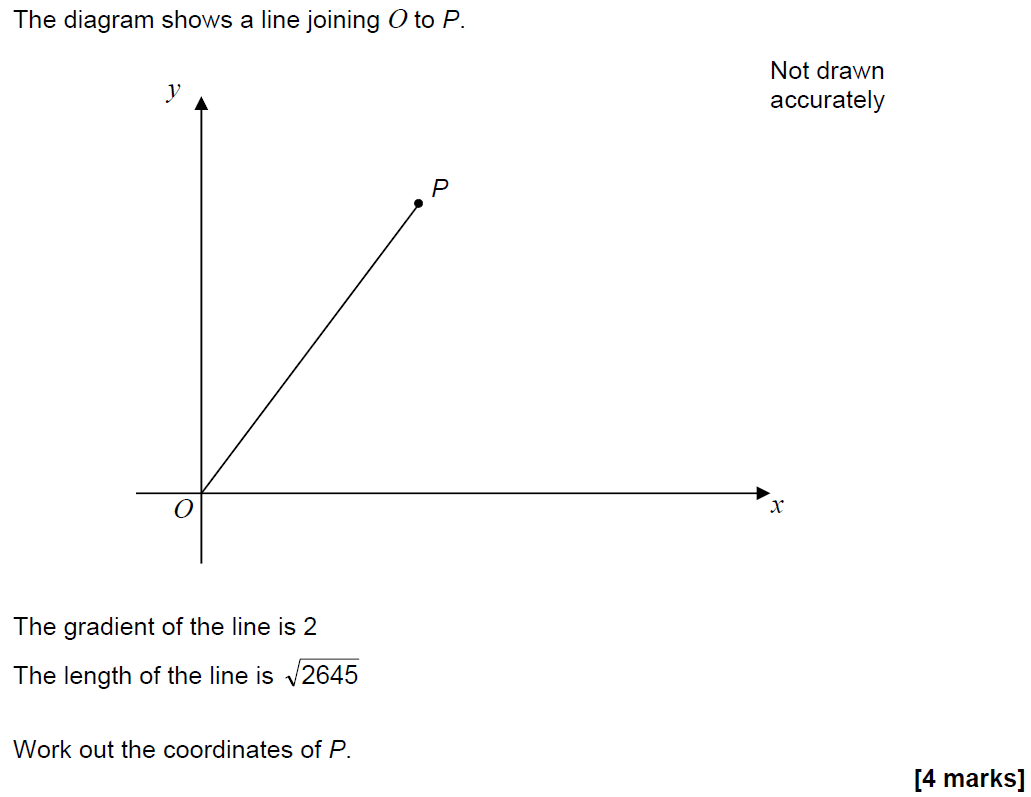 The diagram shows a line joining O to P.
Not drawn
accurately
y
P
O
x
The gradient of the line is 2
The length of the line is √2645
Work out the coordinates of P.
[4 marks]